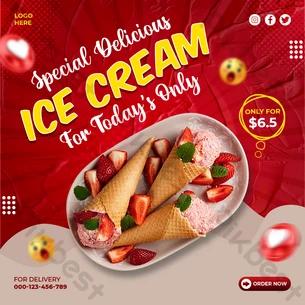 LOGO
HERE
Special Delicious
ICE CREAM
For Today's Only
ONLY FOR
$6.5
FOR DELIVERY
000-123-456-789
ORDER NOW